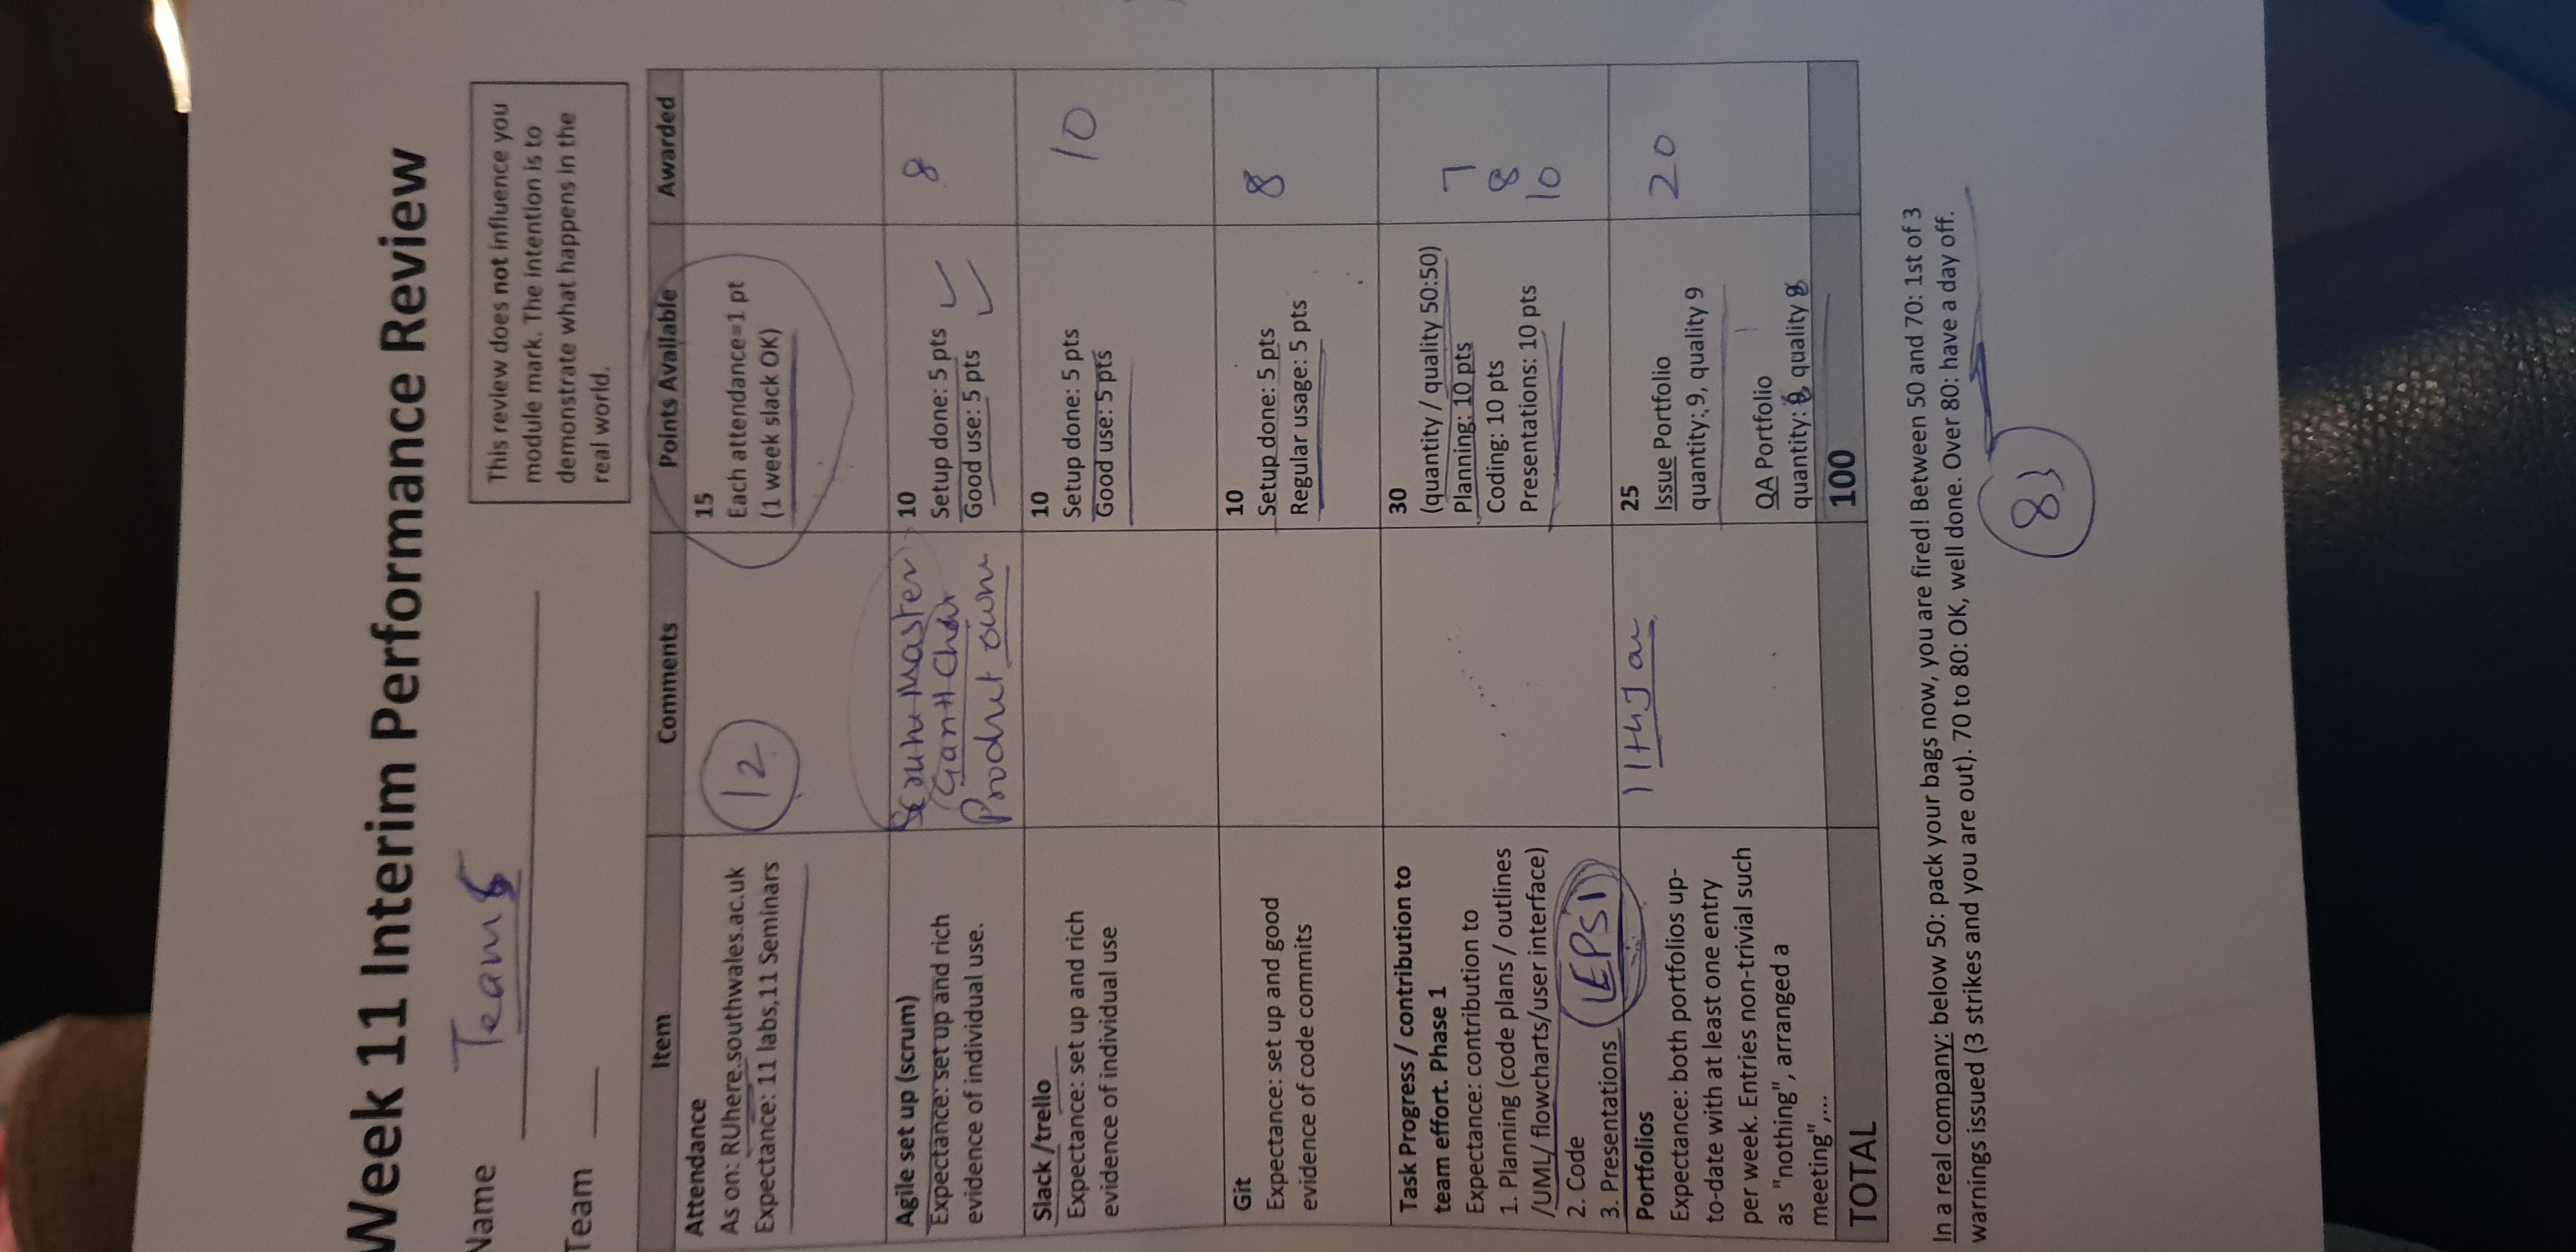 Week 11 Interim Performance Review
Name Team 5
This review does not influence you
module mark. The intention is to
demonstrate what happens in the
real world.
Team
Item Comments Points Available Awarded
Attendance
As on: RUhere.southwales.ac.uk
Expectance: 11 labs,11 Seminars
12
15
Each attendance=1 pt
(1 week slack OK)
Agile set up (scrum)
Expectance: set up and rich
evidence of individual use.
Scrum Master
Gantt Char
Product own
10
Setup done: 5 pts
Good use: 5 pts
8
Slack /trello
Expectance: set up and rich
evidence of individual use
10
Setup done: 5 pts
Good use: 5 pts
10
Git
Expectance: set up and good
evidence of code commits
10
Setup done: 5 pts
Regular usage: 5 pts
8
Task Progress / contribution to
team effort. Phase 1
Expectance: contribution to
1. Planning (code plans / outlines
/UML/ flowcharts/user interface)
2. Code
3. Presentations
LEPSI
30
(quantity / quality 50:50)
Planning: 10 pts
Coding: 10 pts
Presentations: 10 pts
7
8
10
Portfolios
Expectance: both portfolios up-
to-date with at least one entry
per week. Entries non-trivial such
as "nothing", arranged a
meeting",...
11th Jan
25
Issue Portfolio
quantity: 9, quality 9
QA Portfolio
quantity: quality
20
TOTAL 100
In a real company: below 50: pack your bags now, you are fired! Between 50 and 70: 1st of 3
warnings issued (3 strikes and you are out). 70 to 80: OK, well done. Over 80: have a day off.
83